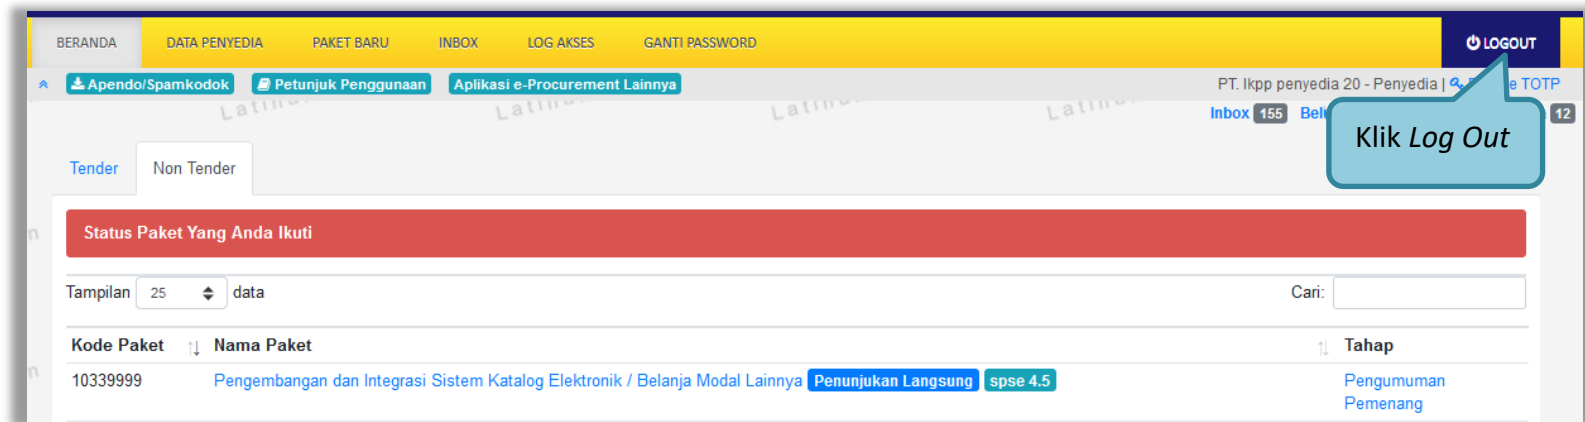 BERANDA DATA PENYEDIA PAKET BARU INBOX LOG AKSES GANTI PASSWORD LOGOUT
Apendo/Spamkodok Petunjuk Penggunaan Aplikasi e-Procurement Lainnya PT. lkpp penyedia 20 - Penyedia | TOTP
Inbox 155 12
Klik Log Out
Tender Non Tender
Status Paket Yang Anda Ikuti
Tampilan 25 data Cari:
Kode Paket Nama Paket Tahap
10339999 Pengembangan dan Integrasi Sistem Katalog Elektronik / Belanja Modal Lainnya Penunjukan Langsung spse 4.5 Pengumuman
Pemenang